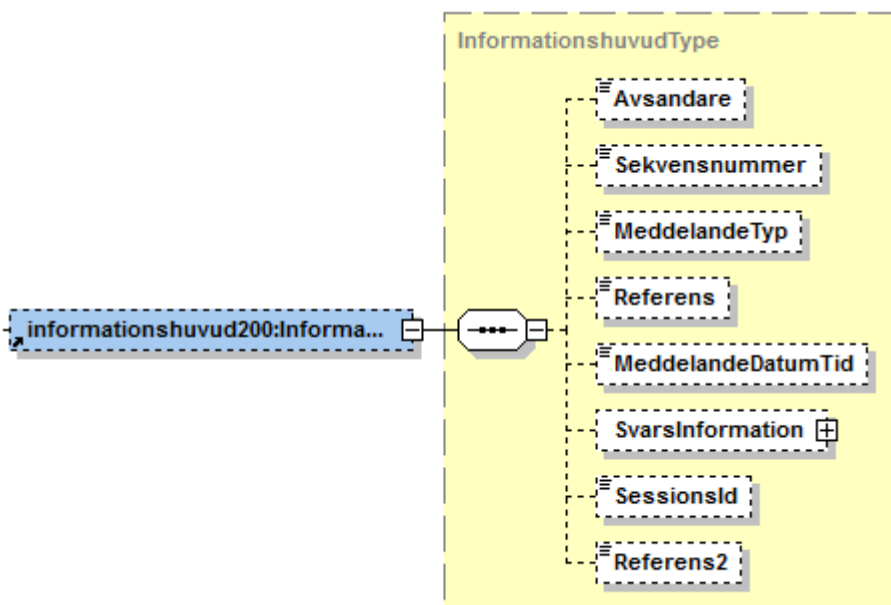 InformationshuvudType
Avsandare
Sekvensnummer
MeddelandeTyp
Referens
informationshuvud200:Informa...
MeddelandeDatumTid
SvarsInformation
SessionsId
Referens2